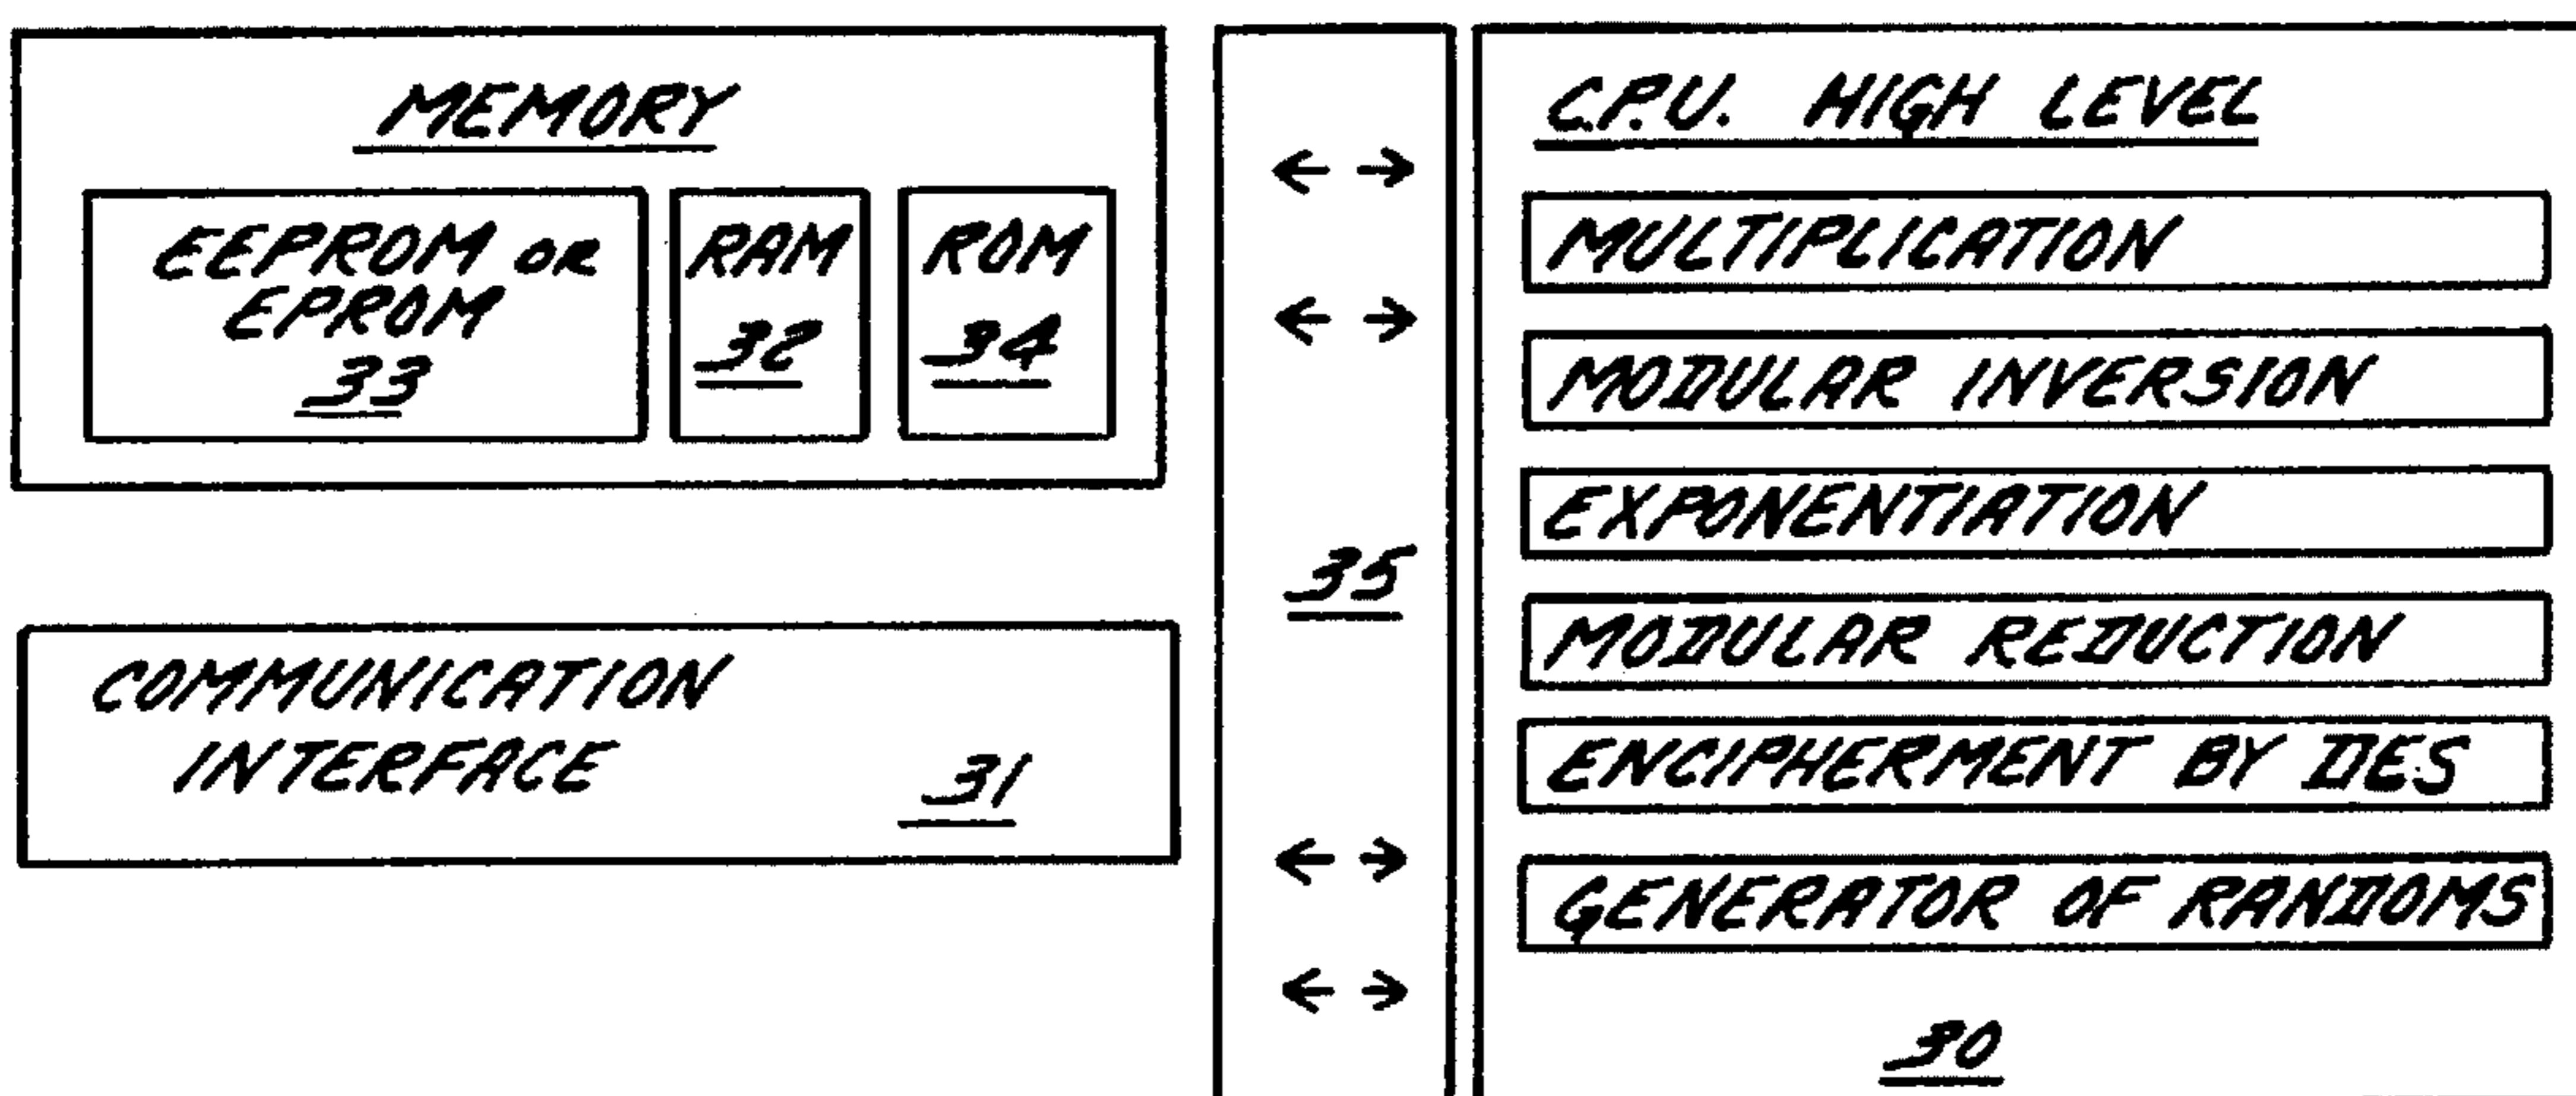 MEMORY
EEPROM OR
EPROM
33
RAM
32
ROM
34
COMMUNICATION
INTERFACE 31
35
C.P.U. HIGH LEVEL
MULTIPLICATION
MODULAR INVERSION
EXPONENTIATION
MODULAR REDUCTION
ENCIPHERMENT BY DES
GENERATOR OF RANDOMS
30